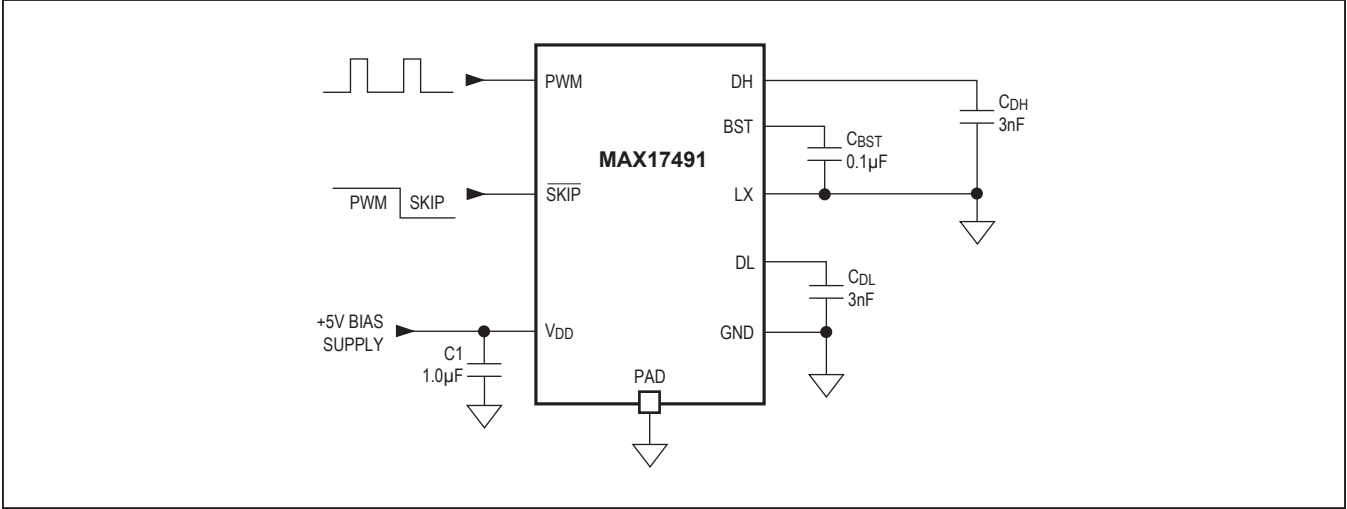 PWM
DH
CDH
3nF
BST
CBST
0.1µF
MAX17491
PWM SKIP
SKIP
LX
DL
CDL
3nF
+5V BIAS
SUPPLY
VDD
GND
C1
1.0µF
PAD